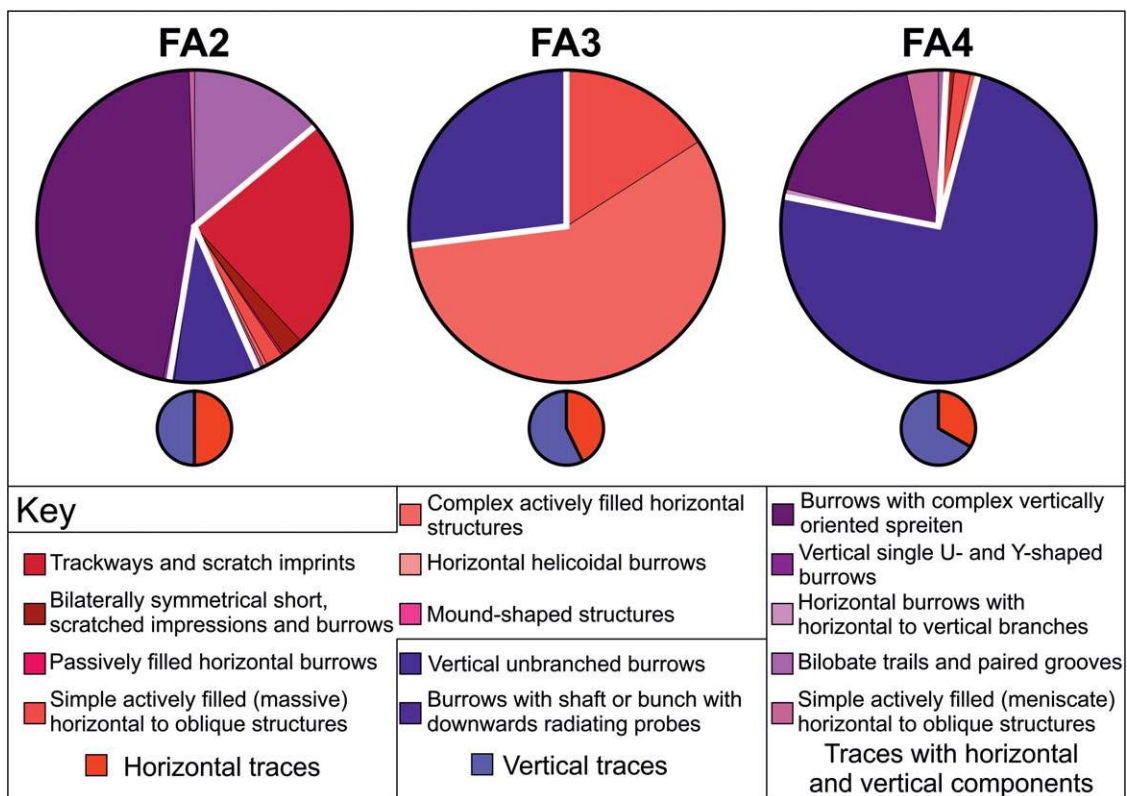 FA2
FA3
FA4
Key
Trackways and scratch imprints
Bilaterally symmetrical short,
scratched impressions and burrows
Passively filled horizontal burrows
Simple actively filled (massive)
horizontal to oblique structures
Horizontal traces
Complex actively filled horizontal
structures
Horizontal helicoidal burrows
Mound-shaped structures
Vertical unbranched burrows
Burrows with shaft or bunch with
downwards radiating probes
Vertical traces
Burrows with complex vertically
oriented spreiten
Vertical single U- and Y-shaped
burrows
Horizontal burrows with
horizontal to vertical branches
Bilobate trails and paired grooves
Simple actively filled (meniscate)
horizontal to oblique structures
Traces with horizontal
and vertical components